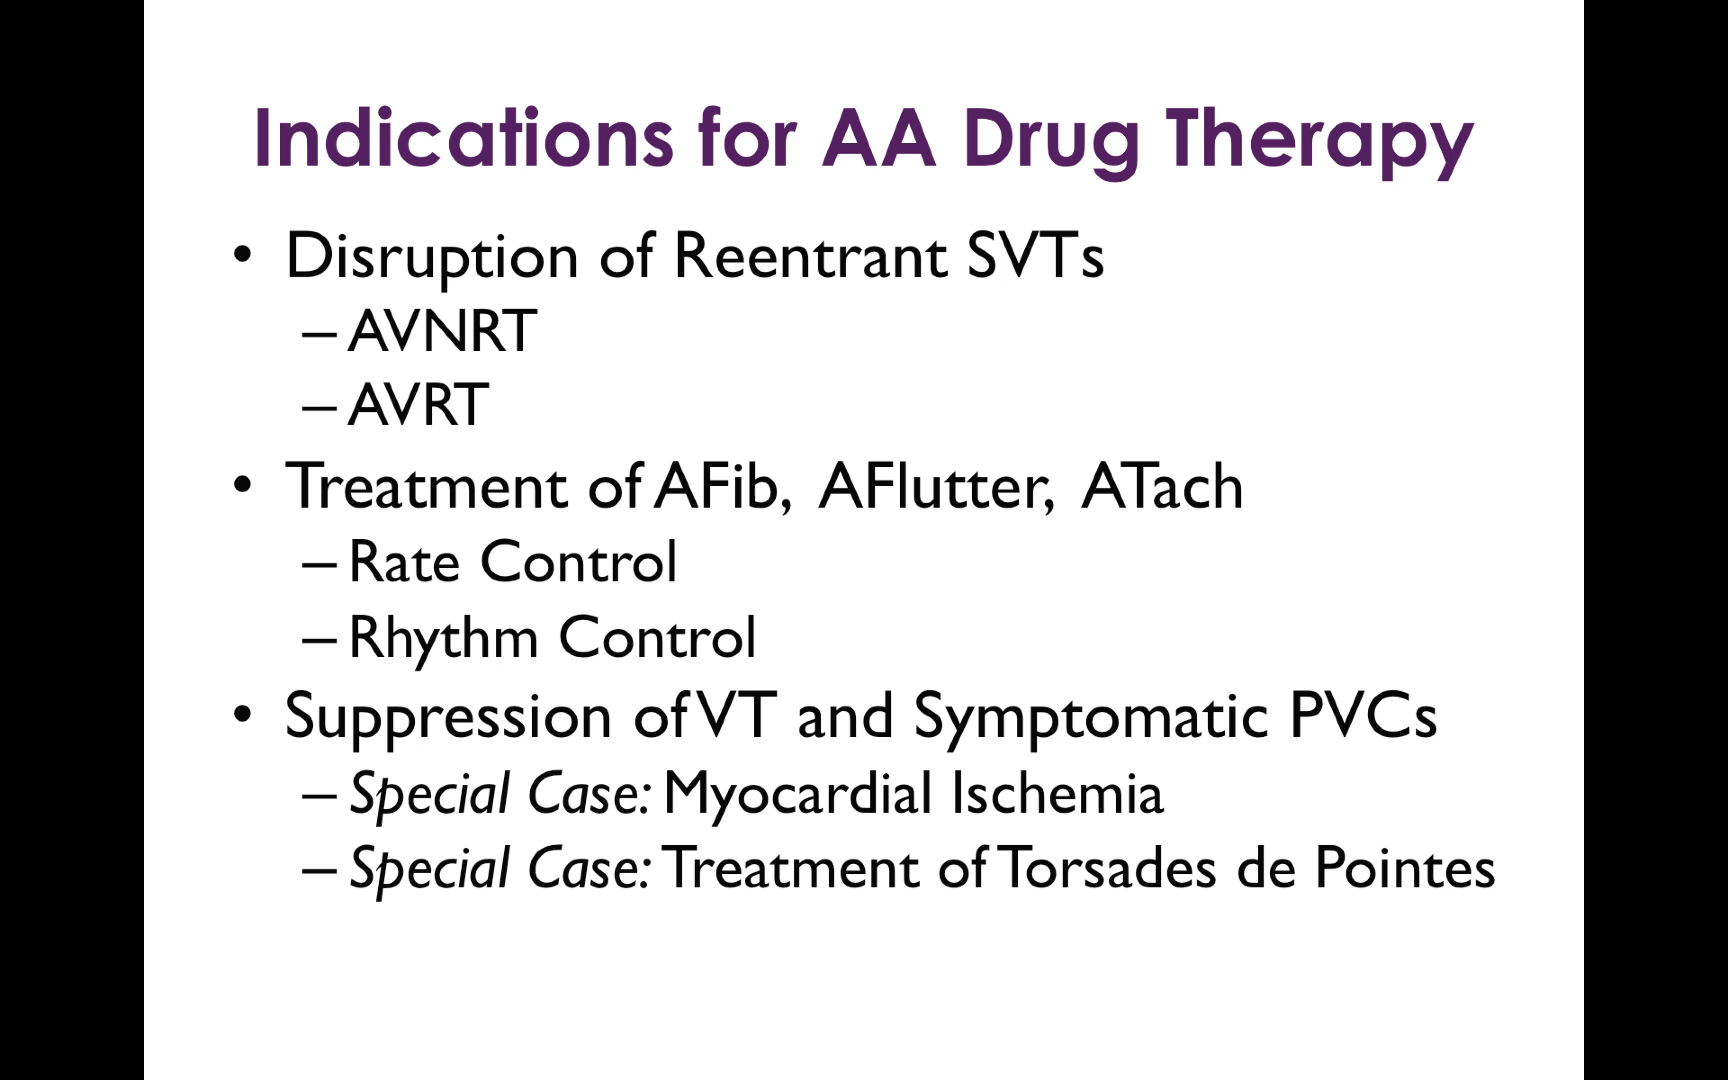 Indications for AA Drug Therapy
• Disruption of Reentrant SVTs
– AVNRT
– AVRT
• Treatment of AFib, AFlutter, ATach
– Rate Control
– Rhythm Control
• Suppression of VT and Symptomatic PVCs
– Special Case: Myocardial Ischemia
– Special Case: Treatment of Torsades de Pointes